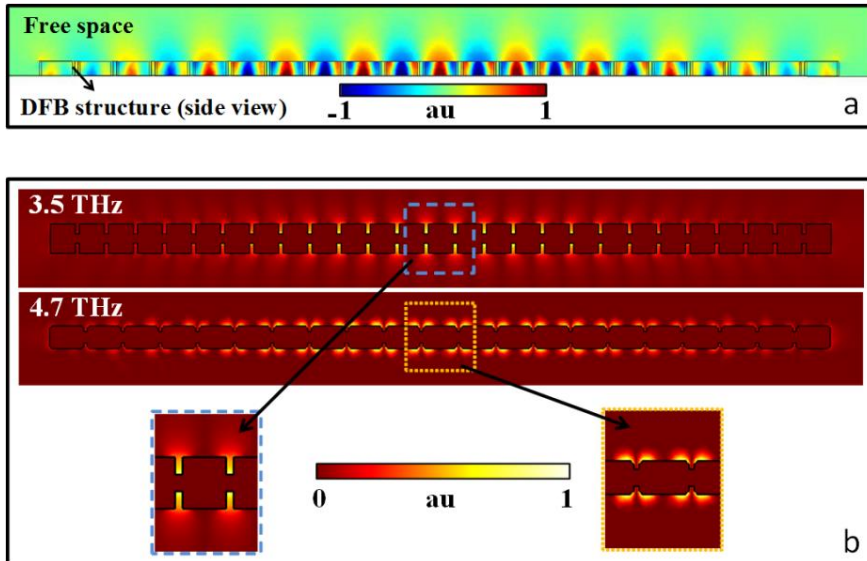 Free space
DFB structure (side view)
-1 au 1
a
3.5 THz
4.7 THz
0 au 1
b